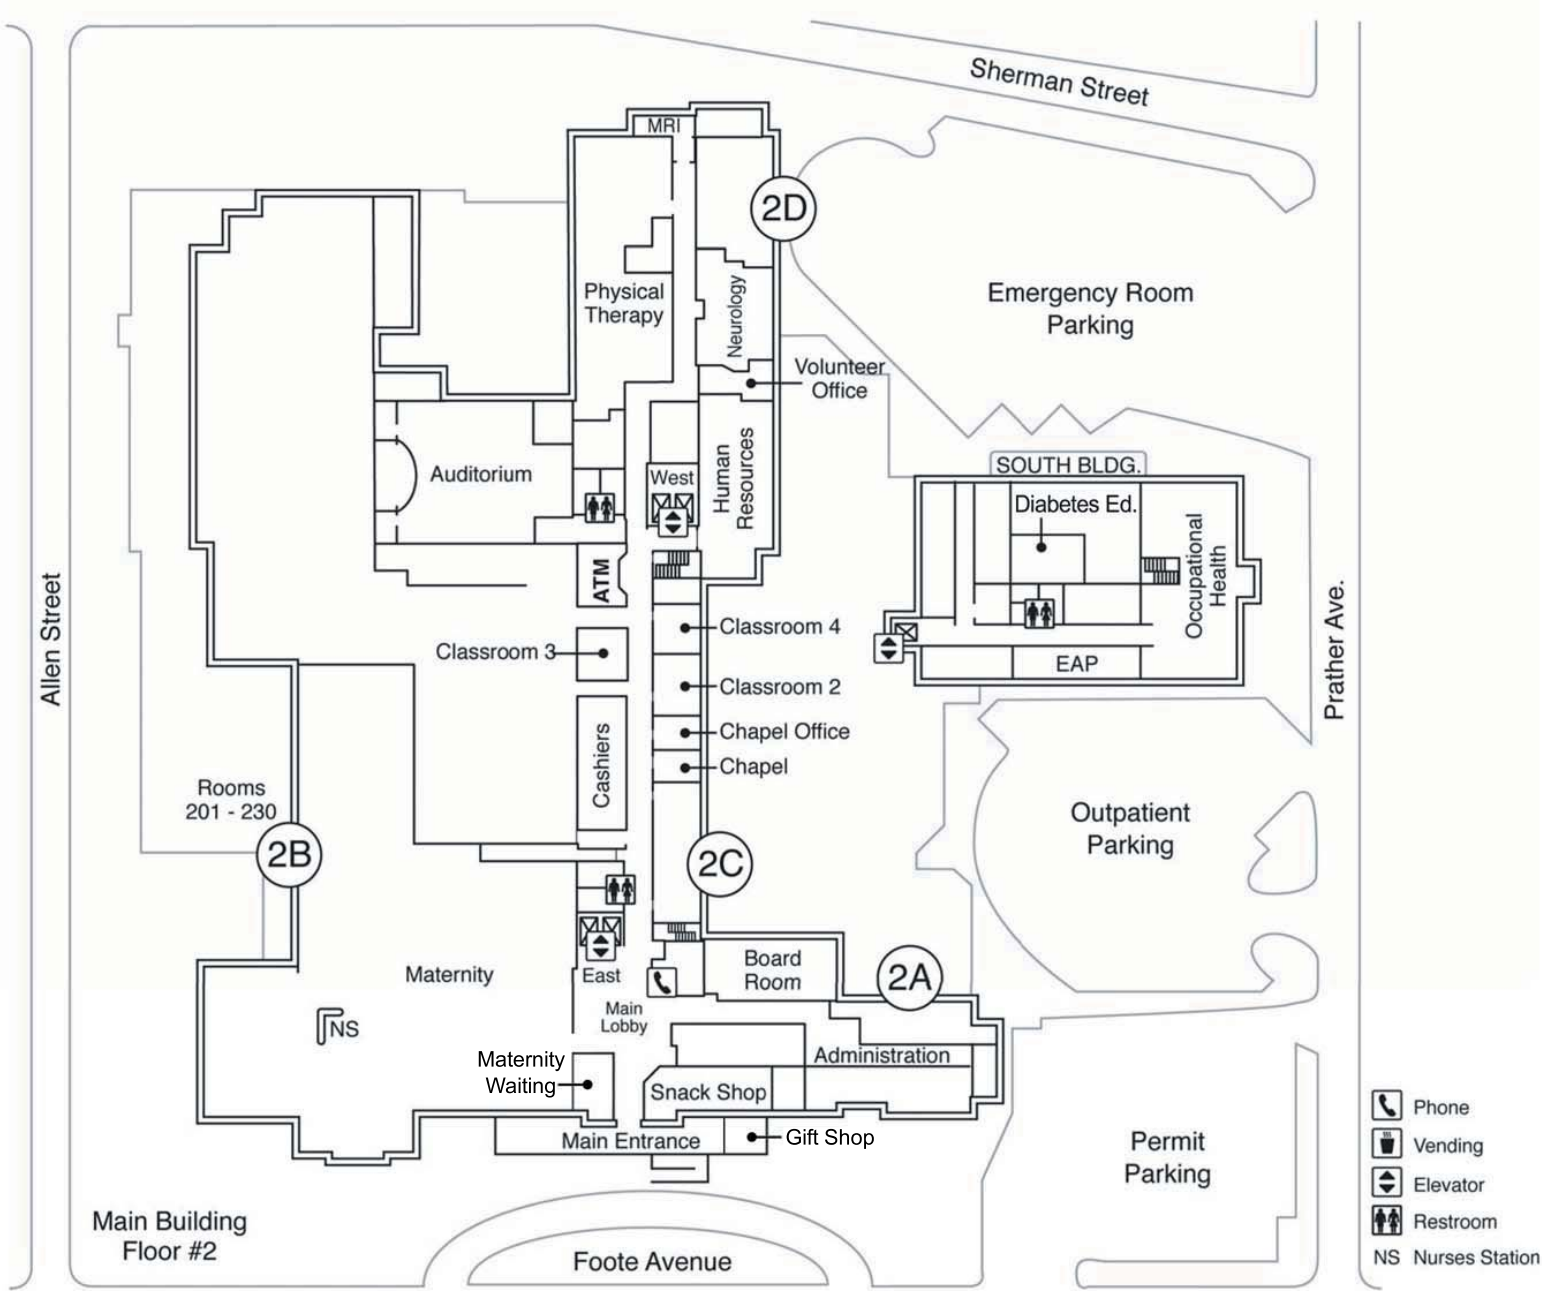 Sherman Street
MRI
2D
Emergency Room
Parking
Physical
Therapy
Neurology
Volunteer
Office
Auditorium
West
Human
Resources
SOUTH BLDG.
Diabetes Ed.
Occupational
Health
EAP
ATM
Allen Street
Prather Ave.
Classroom 4
Classroom 3
Classroom 2
Chapel Office
Chapel
Cashiers
Rooms
201 - 230
2B
2C
Outpatient
Parking
Maternity
East
Board
Room
2A
NS
Main
Lobby
Maternity
Waiting
Administration
Snack Shop
Main Entrance
Gift Shop
Permit
Parking
Phone
Vending
Elevator
Restroom
NS Nurses Station
Main Building
Floor #2
Foote Avenue